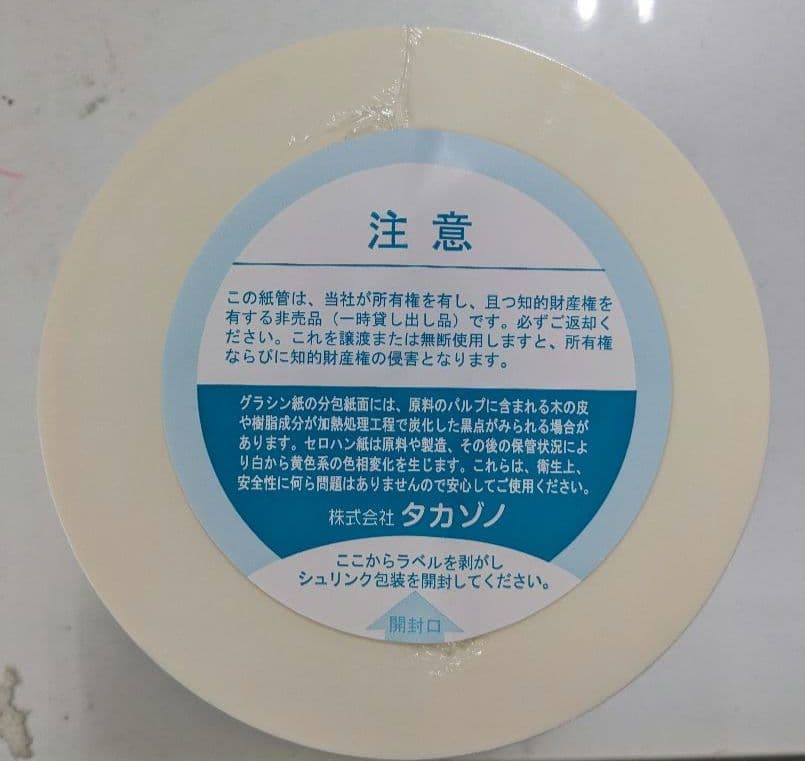 注意
この紙管は、当社が所有権を有し、且つ知的財産権を
有する非売品（一時貸し出し品）です。必ずご返却く
ださい。これを譲渡または無断使用しますと、所有権
ならびに知的財産権の侵害となります。
グラシン紙の分包紙面には、原料のパルプに含まれる木の皮
や樹脂成分が加熱処理工程で炭化した黒点がみられる場合が
あります。セロハン紙は原料や製造、その後の保管状況によ
り白から黄色系の色相変化を生じます。これらは、衛生上、
安全性に何ら問題はありませんので安心してご使用ください。
株式会社 タカゾノ
ここからラベルを剥がし
シュリンク包装を開封してください。
開封口